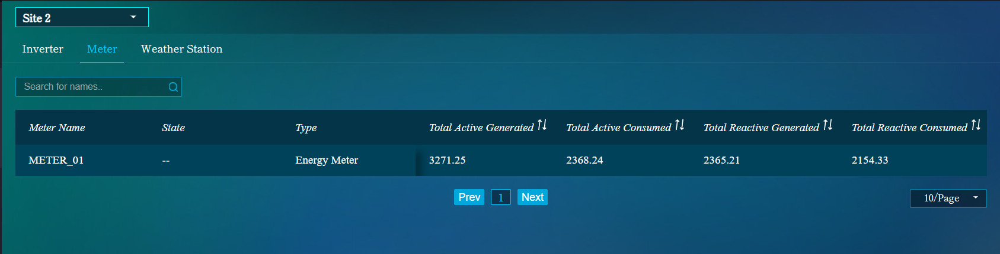 Site 2
Inverter Meter Weather Station
Search for names..
Meter Name State Type Total Active Generated Total Active Consumed Total Reactive Generated Total Reactive Consumed
METER_01 -- Energy Meter 3271.25 2368.24 2365.21 2154.33
Prev 1 Next 10/Page